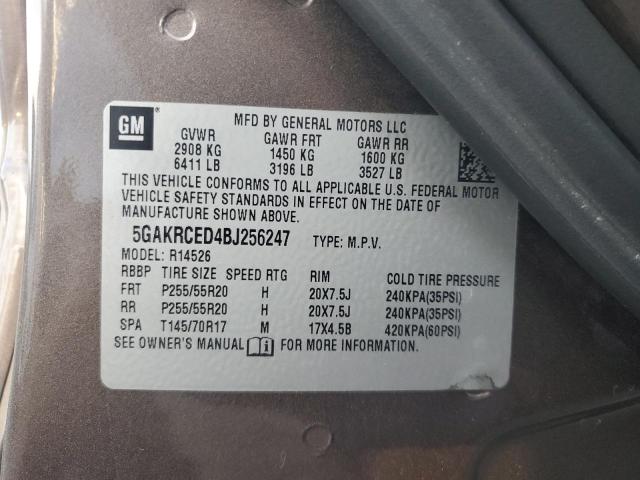 GM
MFD BY GENERAL MOTORS LLC
GVWR GAWR FRT GAWR RR
2908 KG 1450 KG 1600 KG
6411 LB 3196 LB 3527 LB
THIS VEHICLE CONFORMS TO ALL APPLICABLE U.S. FEDERAL MOTOR
VEHICLE SAFETY STANDARDS IN EFFECT ON THE DATE OF
MANUFACTURE SHOWN ABOVE.
5GAKRCED4BJ256247 TYPE: M.P.V.
MODEL: R14526
RBBP TIRE SIZE SPEED RTG RIM COLD TIRE PRESSURE
FRT P255/55R20 H 20X7.5J 240KPA(35PSI)
RR P255/55R20 H 20X7.5J 240KPA(35PSI)
SPA T145/70R17 M 17X4.5B 420KPA(60PSI)
SEE OWNER'S MANUAL FOR MORE INFORMATION.